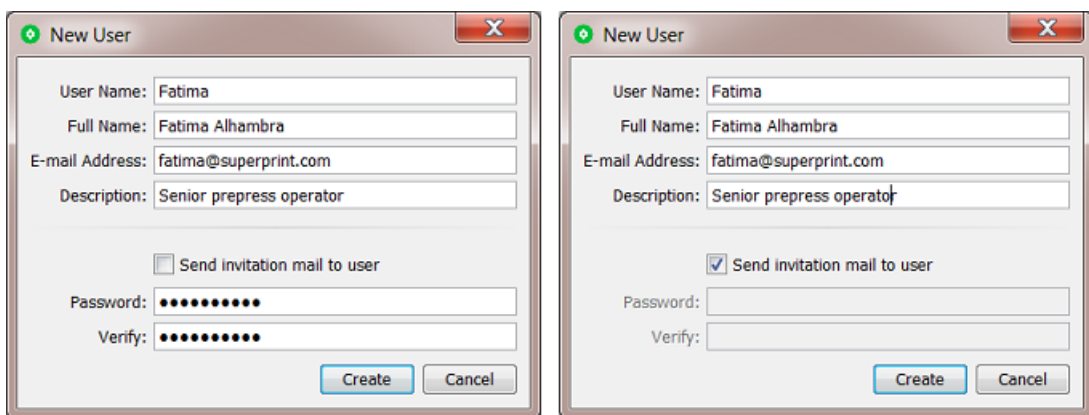 New User
User Name: Fatima
Full Name: Fatima Alhambra
E-mail Address: fatima@superprint.com
Description: Senior prepress operator
Send invitation mail to user
Password: ●●●●●●●●●●
Verify: ●●●●●●●●●●
Create Cancel
New User
User Name: Fatima
Full Name: Fatima Alhambra
E-mail Address: fatima@superprint.com
Description: Senior prepress operator
Send invitation mail to user
Password:
Verify:
Create Cancel